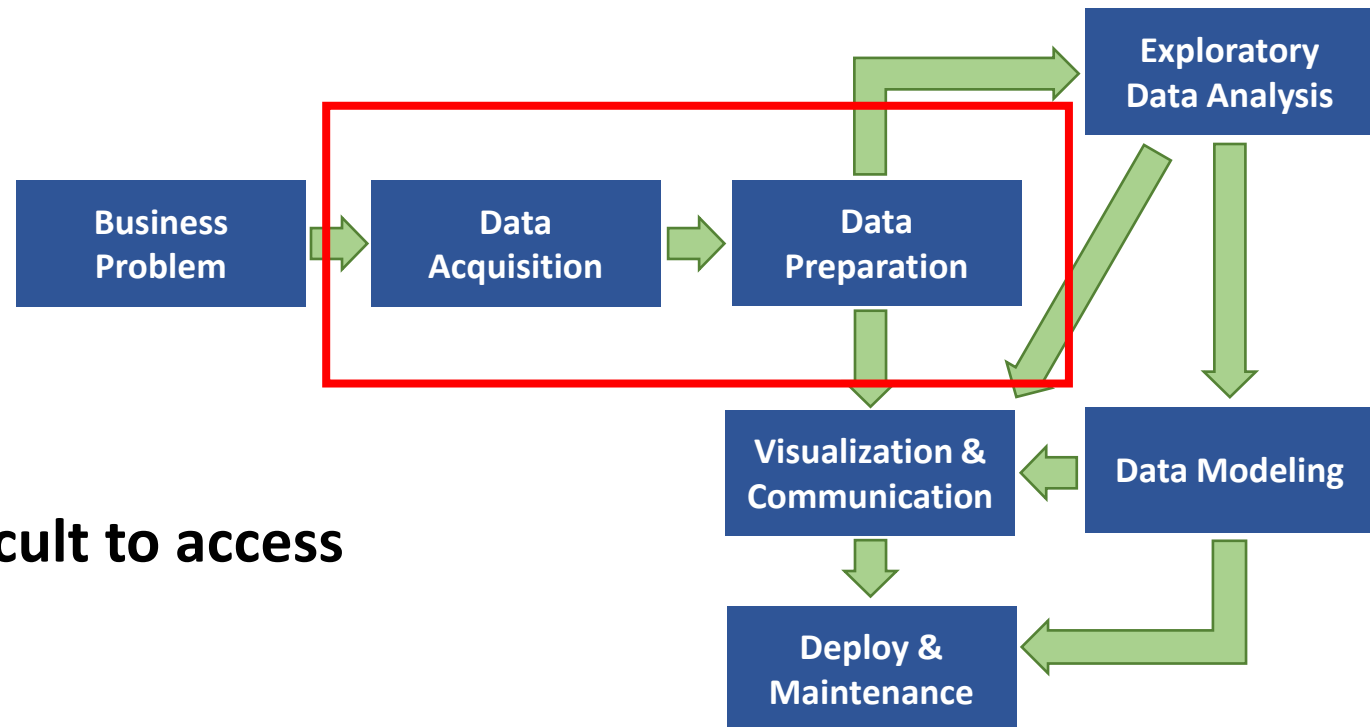 Exploratory
Data Analysis
Business
Problem
Data
Acquisition
Data
Preparation
Visualization &
Communication
Data Modeling
cult to access
Deploy &
Maintenance